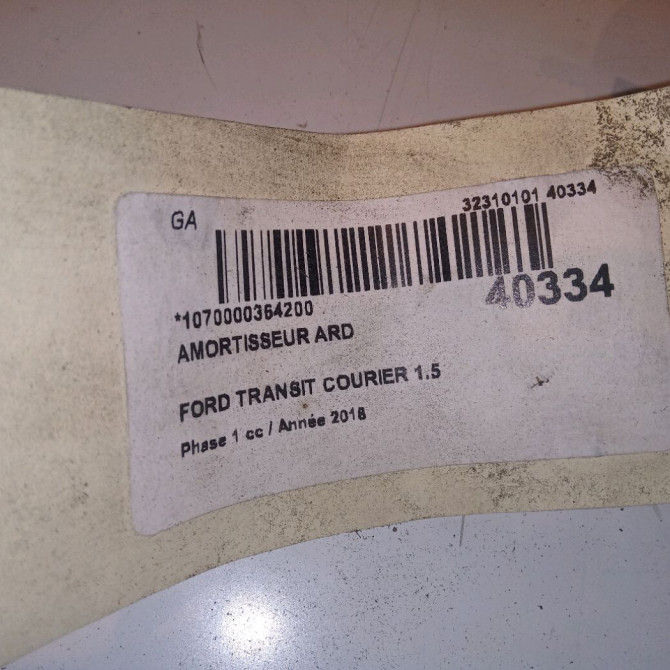 GA
32310101 40334
40334
*1070000364200
AMORTISSEUR ARD
FORD TRANSIT COURIER 1.5
Phase 1 cc / Année 2018